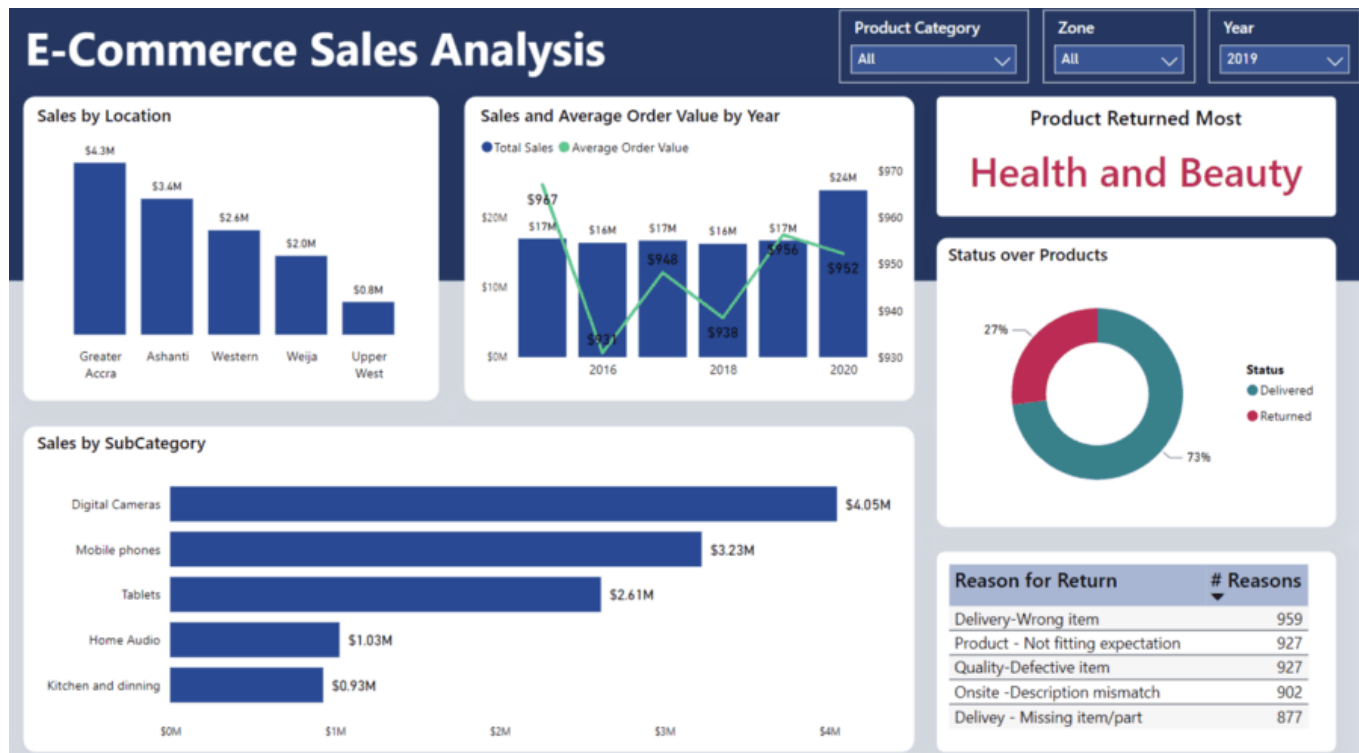 E-Commerce Sales Analysis
Product Category
All
Zone
All
Year
2019
Sales by Location
$4.3M
$3.4M
$2.6M
$2.0M
$0.8M
Greater Accra
Ashanti
Western
Weija
Upper West
Sales and Average Order Value by Year
Total Sales
Average Order Value
$20M
$10M
$0M
$970
$960
$950
$940
$930
$967
$17M
$16M
$17M
$16M
$17M
$24M
$931
$948
$938
$956
$952
2016
2018
2020
Product Returned Most
Health and Beauty
Status over Products
27%
73%
Status
Delivered
Returned
Sales by SubCategory
Digital Cameras
$4.05M
Mobile phones
$3.23M
Tablets
$2.61M
Home Audio
$1.03M
Kitchen and dinning
$0.93M
$0M
$1M
$2M
$3M
$4M
Reason for Return # Reasons
Delivery-Wrong item 959
Product - Not fitting expectation 927
Quality-Defective item 927
Onsite -Description mismatch 902
Delivey - Missing item/part 877